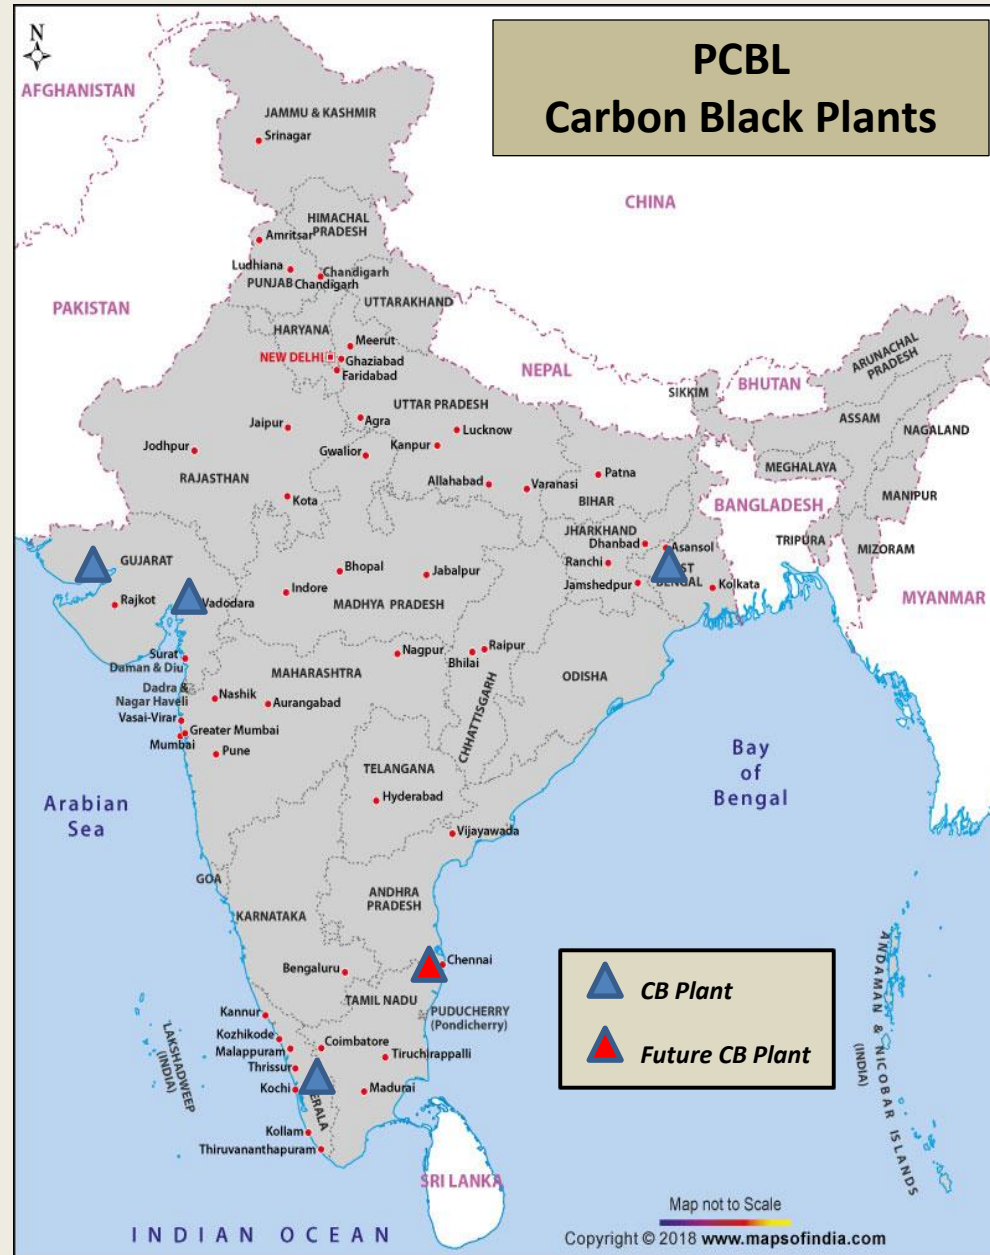 PCBL
Carbon Black Plants
N
AFGHANISTAN
JAMMU & KASHMIR
Srinagar
CHINA
HIMACHAL
PRADESH
Amritsar
Ludhiana
Chandigarh
PUNJAB
Chandigarh
UTTARAKHAND
PAKISTAN
HARYANA
Meerut
NEW DELHI
Ghaziabad
Faridabad
NEPAL
SIKKIM
BHUTAN
ARUNACHAL
PRADESH
UTTAR PRADESH
ASSAM
NAGALAND
Jaipur
Agra
Lucknow
Jodhpur
Gwalior
Kanpur
RAJASTHAN
Allahabad
Varanasi
Patna
MEGHALAYA
Kota
BIHAR
BANGLADESH
MANIPUR
JHARKHAND
Dhanbad
Asansol
TRIPURA
MIZORAM
GUJARAT
Bhopal
Jabalpur
Ranchi
BENGAL
Jamshedpur
Kolkata
Indore
MYANMAR
Rajkot
Vadodara
MADHYA PRADESH
Surat
Nagpur
Raipur
Bhilai
Daman & Diu
MAHARASHTRA
ODISHA
Dadra &
Nagar Haveli
Nashik
Aurangabad
CHHATTISGARH
Vasai-Virar
Greater Mumbai
Mumbai
Pune
Bay
of
Bengal
TELANGANA
Hyderabad
Arabian
Sea
Vijayawada
GOA
ANDHRA
PRADESH
KARNATAKA
Bengaluru
Chennai
TAMIL NADU
PUDUCHERRY
(Pondicherry)
Kannur
Kozhikode
Coimbatore
Malappuram
Tiruchirappalli
Thrissur
Kochi
Madurai
Kollam
Thiruvananthapuram
LAKSHADWEEP
(INDIA)
CB Plant
Future CB Plant
ANDAMAN & NICOBAR ISLANDS
(INDIA)
SRI LANKA
INDIAN OCEAN
Map not to Scale
Copyright © 2018 www.mapsofindia.com